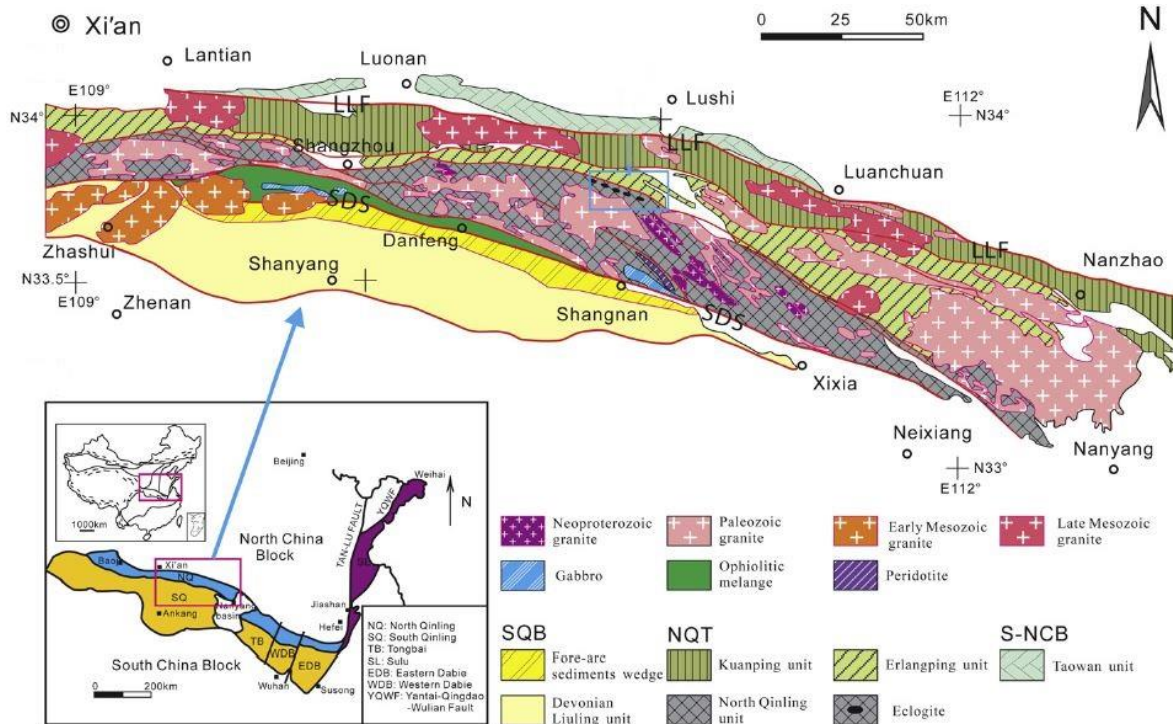 Xi'an
0 25 50km
N
Lantian
Luonan
Lushi
E109°
N34°
E112°
N34°
LLF
LLF
Shangzhou
Luanchuan
SDS
LLF
Zhashui
Danfeng
Nanzhao
N33.5°
E109°
Shanyang
Zhenan
Shangnan
SDS
Xixia
Neixiang
Nanyang
N33°
E112°
1000km
Beijing
Weihai
N
North China
Block
TAN-LU FAULT
YQWF
SL
Baoji
Xi'an
NQ
SQ
Ankang
Nanyang
basin
Jiashan
Hefei
TB
WDB
EDB
South China Block
Wuhan
Susong
0 200km
NQ: North Qinling
SQ: South Qinling
TB: Tongbai
SL: Sulu
EDB: Eastern Dabie
WDB: Western Dabie
YQWF: Yantai-Qingdao
-Wulian Fault
Neoproterozoic
granite
Paleozoic
granite
Early Mesozoic
granite
Late Mesozoic
granite
Gabbro
Ophiolitic
melange
Peridotite
SQB
NQT
S-NCB
Fore-arc
sediments wedge
Kuanping unit
Erlangping unit
Taowan unit
Devonian
Liuling unit
North Qinling
unit
Eclogite